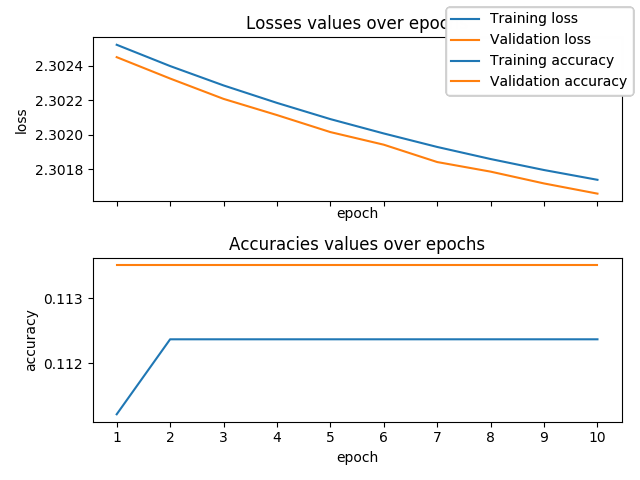 Losses values over epoc
Training loss
Validation loss
Training accuracy
Validation accuracy
2.3024
2.3022
2.3020
2.3018
loss
epoch
Accuracies values over epochs
0.113
0.112
accuracy
1 2 3 4 5 6 7 8 9 10
epoch